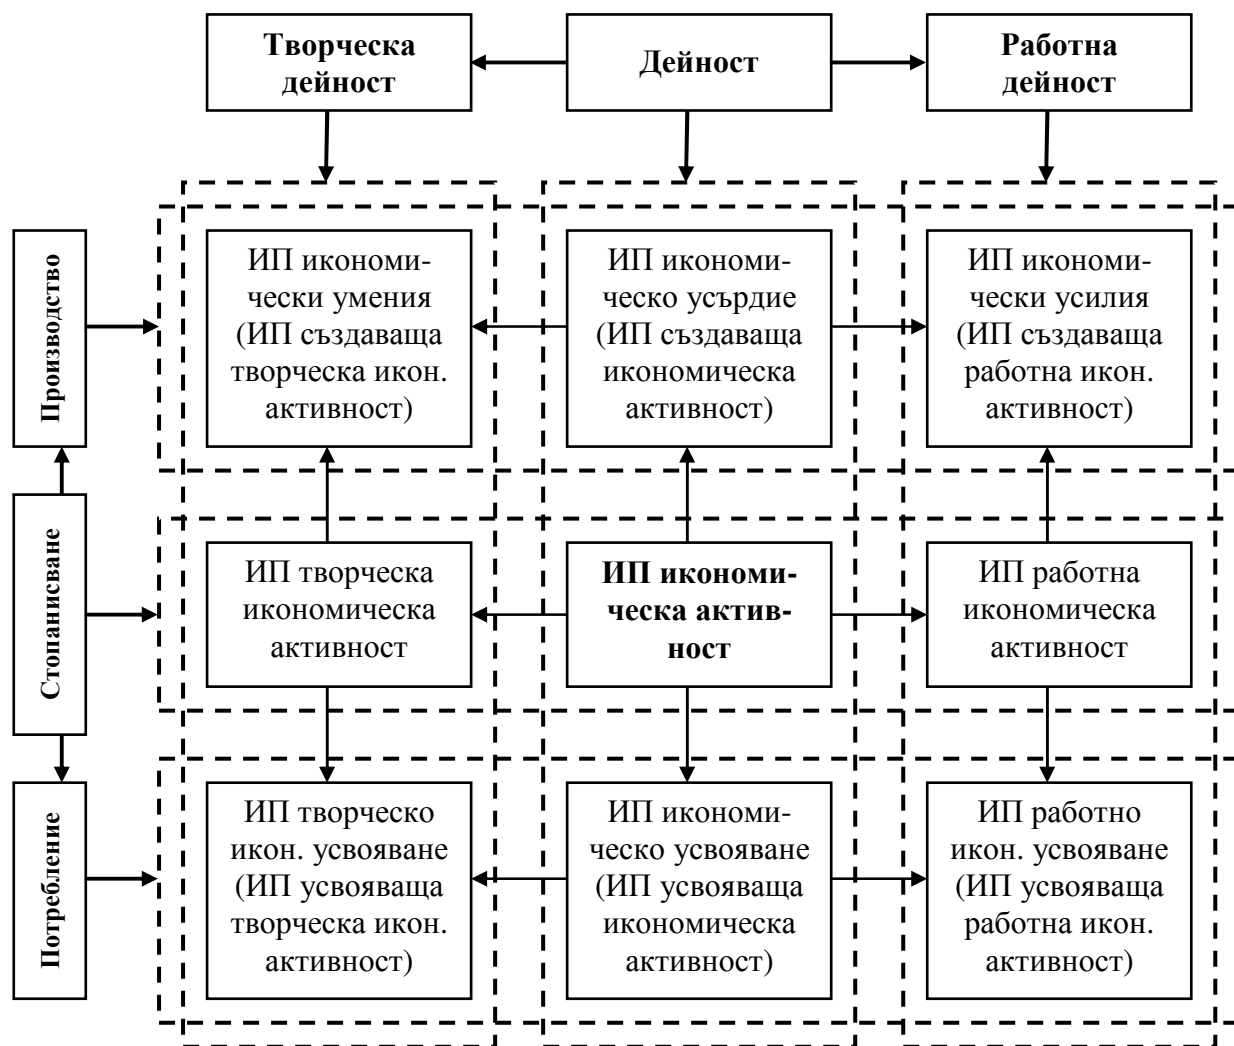 Творческа
дейност
Дейност
Работна
дейност
Производство
ИП икономи-
чески умения
(ИП създаваща
творческа икон.
активност)
ИП икономи-
ческо усърдие
(ИП създаваща
икономическа
активност)
ИП икономи-
чески усилия
(ИП създаваща
работна икон.
активност)
Стопанисване
ИП творческа
икономическа
активност
ИП икономи-
ческа актив-
ност
ИП работна
икономическа
активност
Потребление
ИП творческо
икон. усвояване
(ИП усвояваща
творческа икон.
активност)
ИП икономи-
ческо усвояване
(ИП усвояваща
икономическа
активност)
ИП работно
икон. усвояване
(ИП усвояваща
работна икон.
активност)